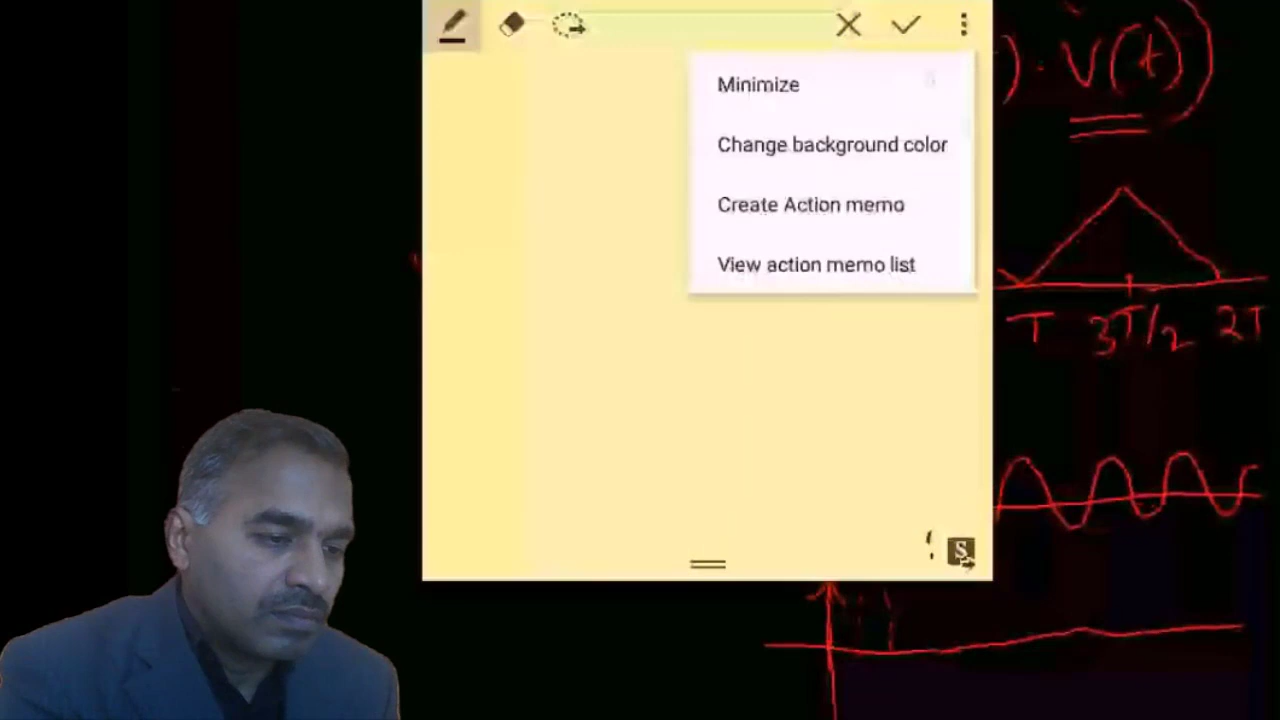 ) . v(t))
Minimize
Change background color
Create Action memo
View action memo list
T 3T/2 2T
S